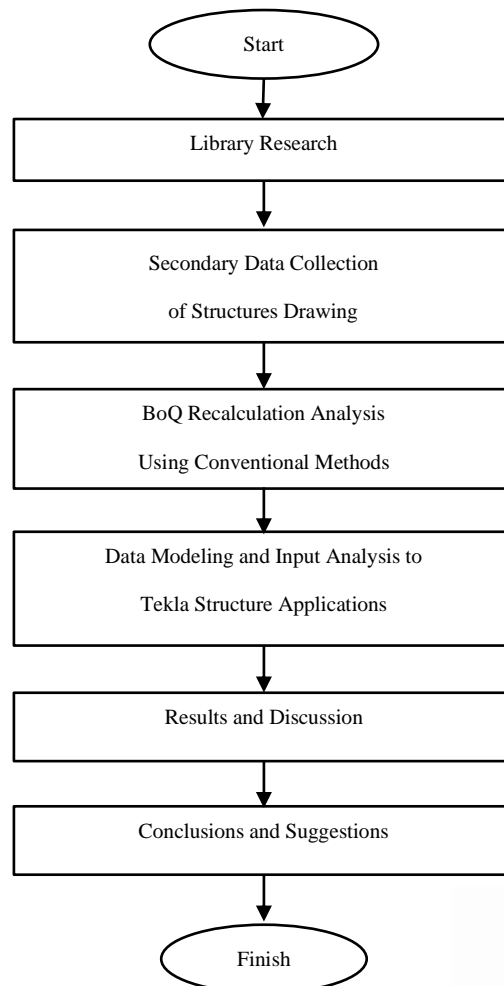 Start
Library Research
Secondary Data Collection
of Structures Drawing
BoQ Recalculation Analysis
Using Conventional Methods
Data Modeling and Input Analysis to
Tekla Structure Applications
Results and Discussion
Conclusions and Suggestions
Finish